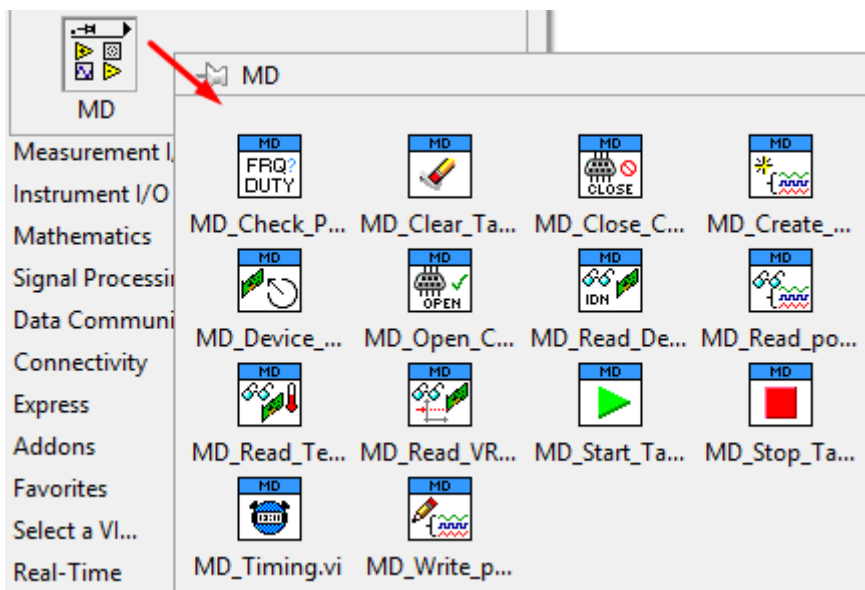 MD
MD
Measurement I/
Instrument I/O
Mathematics
Signal Processi
Data Communi
Connectivity
Express
Addons
Favorites
Select a VI...
Real-Time
MD MD MD MD
FRQ?
DUTY
CLOSE
MD_Check_P... MD_Clear_Ta... MD_Close_C... MD_Create_...
MD MD MD MD
OPEN
IDN
MD_Device_... MD_Open_C... MD_Read_De... MD_Read_po...
MD MD MD MD
MD_Read_Te... MD_Read_VR... MD_Start_Ta... MD_Stop_Ta...
MD MD
MD_Timing.vi MD_Write_p...